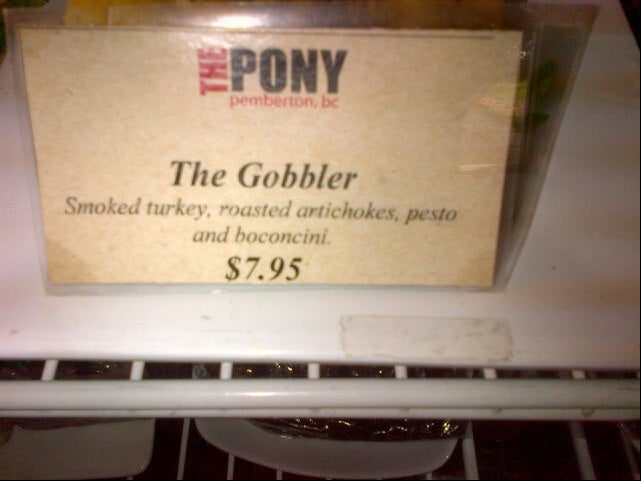 THE PONY
pemberton, bc
The Gobbler
Smoked turkey, roasted artichokes, pesto
and boconcini.
$7.95